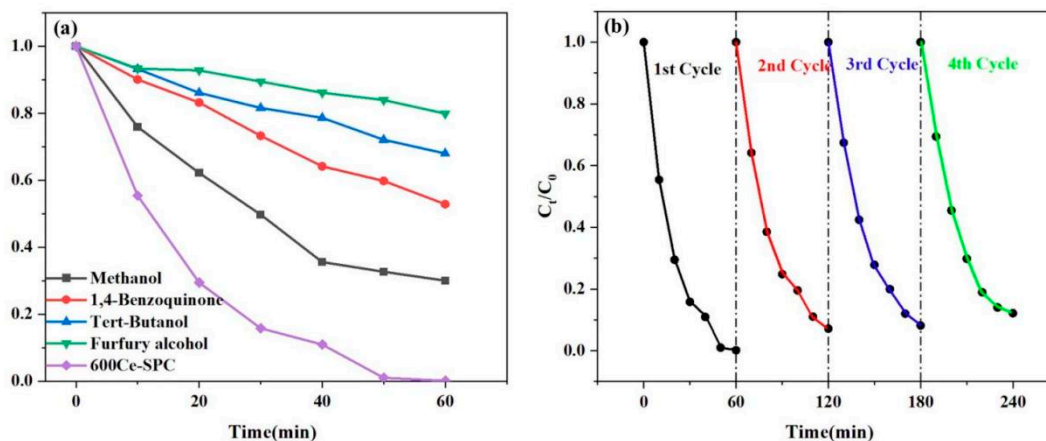 (a)
1.0
0.8
0.6
0.4
0.2
0.0
Methanol
1,4-Benzoquinone
Tert-Butanol
Furfury alcohol
600Ce-SPC
0 20 40 60
Time(min)
(b)
1.0
0.8
0.6
0.4
0.2
0.0
Ct/C0
1st Cycle 2nd Cycle 3rd Cycle 4th Cycle
0 60 120 180 240
Time(min)